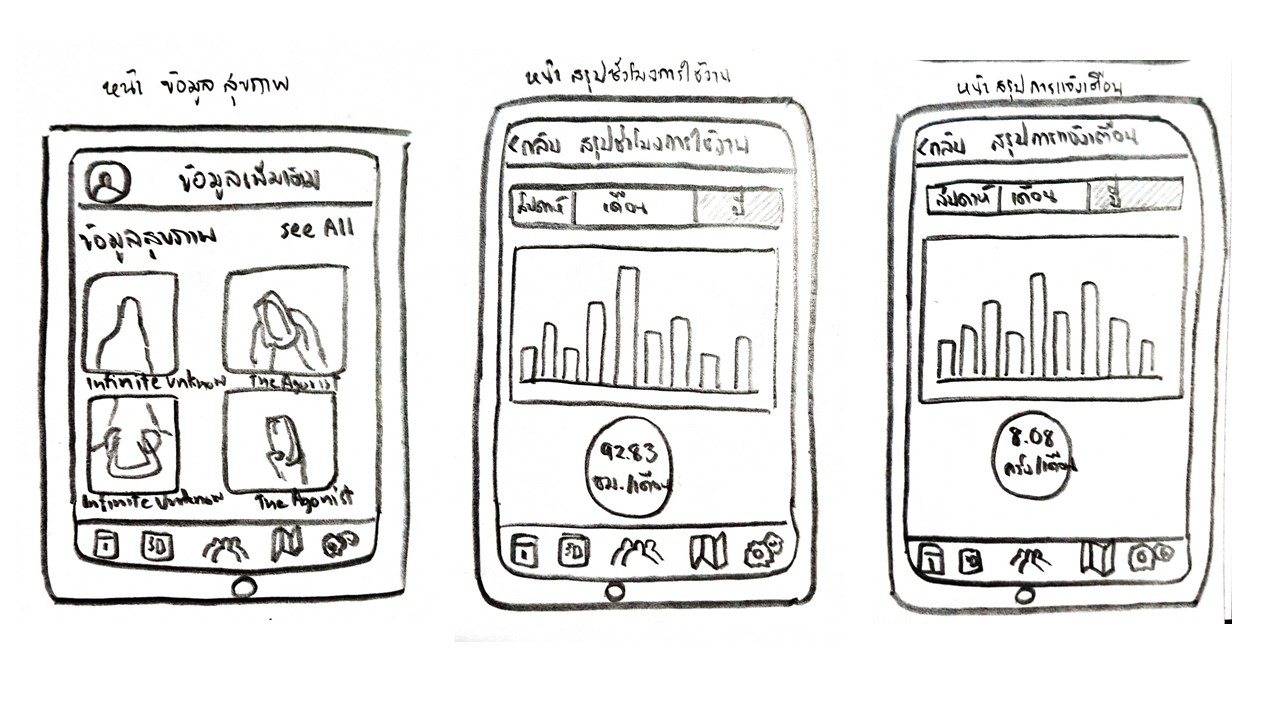 หน้า ข้อมูล สุขภาพ
ข้อมูลเพิ่มเติม
ข้อมูลสุขภาพ
see All
Infinite Unknow
The Agonist
Infinite Unknow
The Agonist
3D
หน้า สรุปชั่วโมงการใช้งาน
<กลับ สรุปชั่วโมงการใช้งาน
สัปดาห์ เดือน ปี
92.83
ชม./เดือน
3D
หน้า สรุป การแจ้งเตือน
<กลับ สรุปการแจ้งเตือน
สัปดาห์ เดือน ปี
8.08
ครั้ง/เดือน